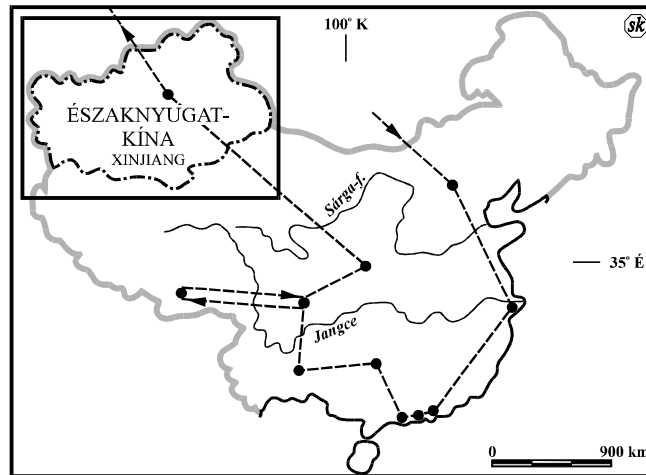 100° K
sk
ÉSZAKNYUGAT-
KÍNA
XINJIANG
Sárga-f.
35° É
Jangce
0 900 km